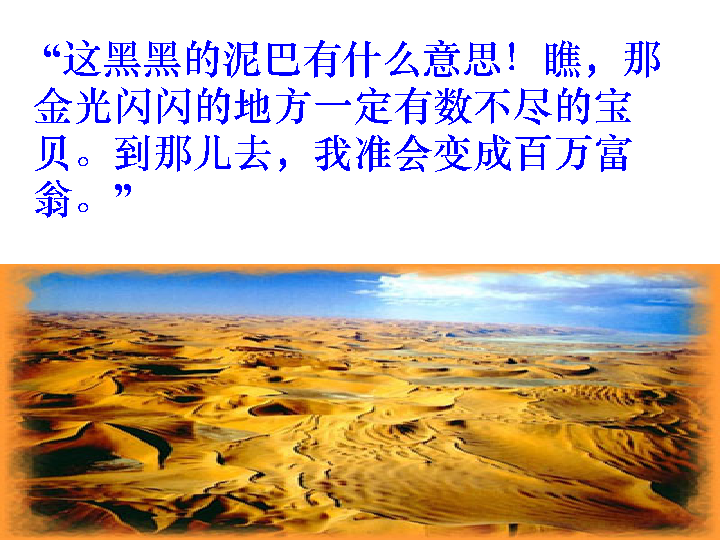 “这黑黑的泥巴有什么意思！瞧，那
金光闪闪的地方一定有数不尽的宝
贝。到那儿去，我准会变成百万富
翁。”